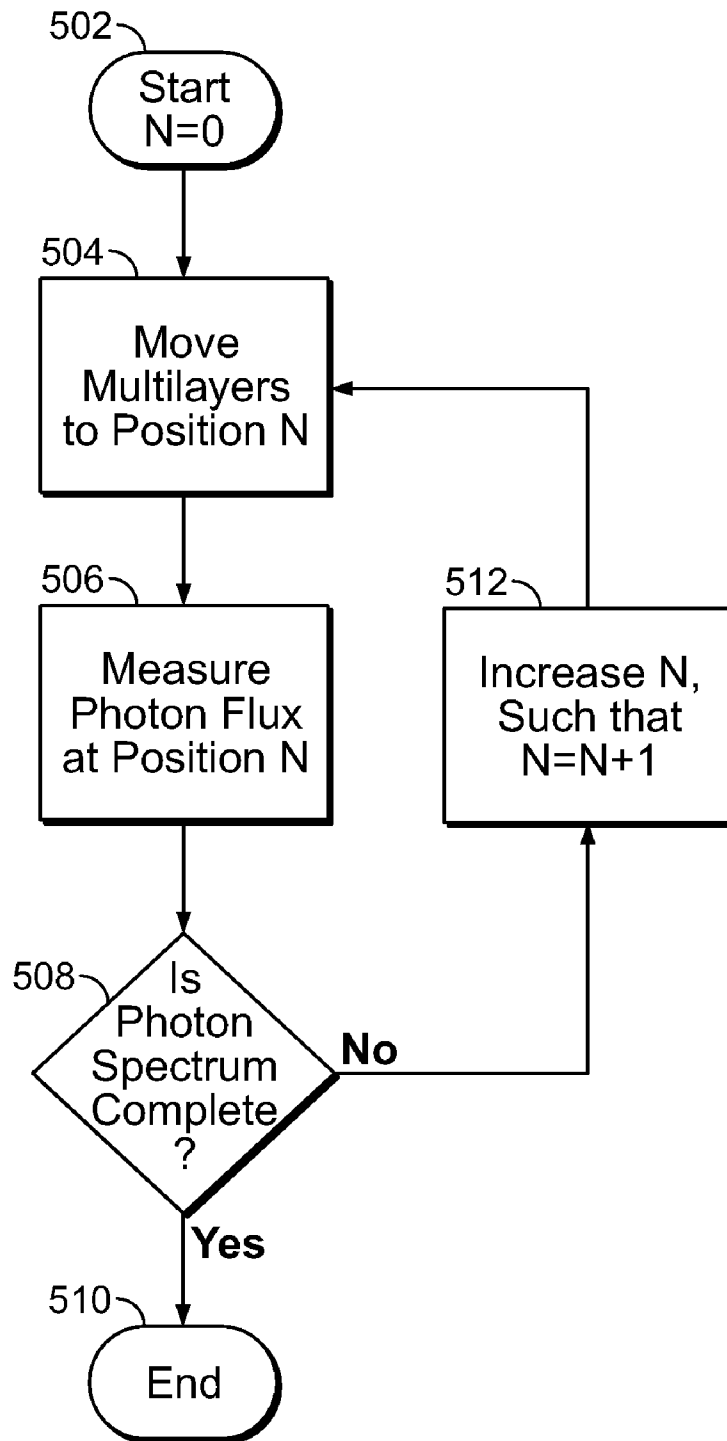 502
Start
N=0
504
Move
Multilayers
to Position N
506
Measure
Photon Flux
at Position N
512
Increase N,
Such that
N=N+1
508
Is
Photon
Spectrum
Complete
?
No
Yes
510
End